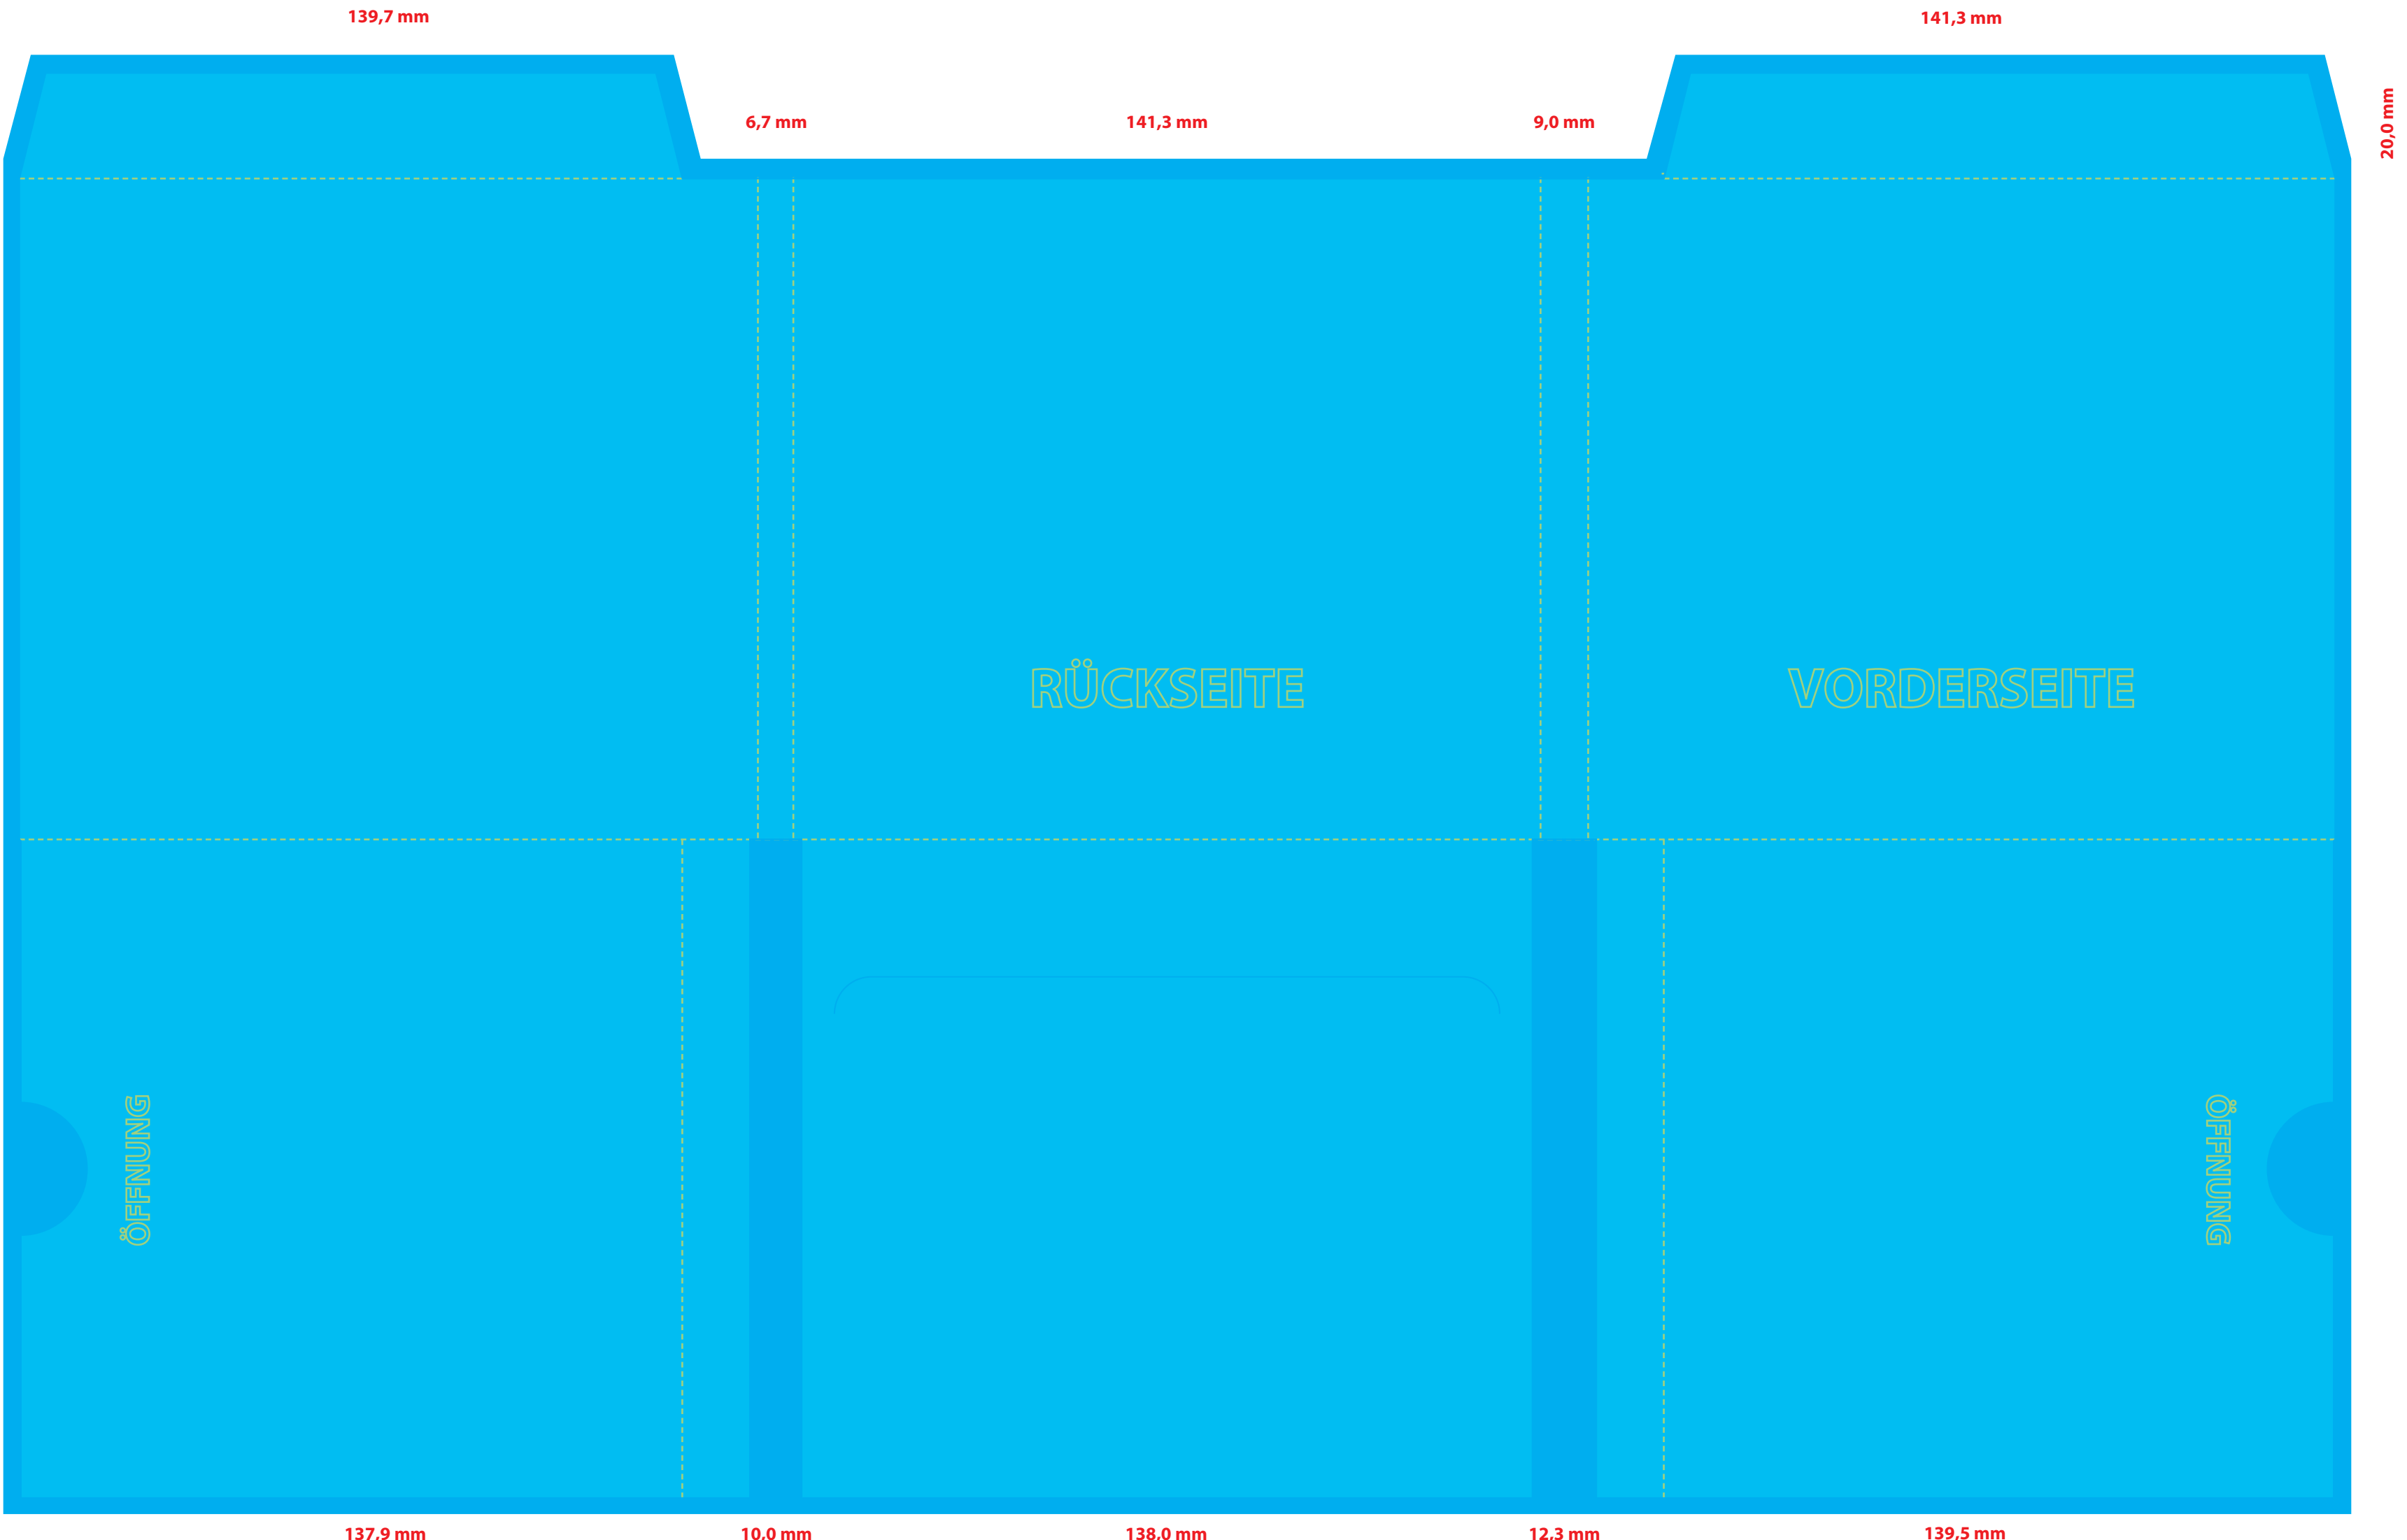 139,7 mm
141,3 mm
6,7 mm
141,3 mm
9,0 mm
20,0 mm
RÜCKSEITE
VORDERSEITE
ÖFFNUNG
ÖFFNUNG
137,9 mm
10,0 mm
138,0 mm
12,3 mm
139,5 mm